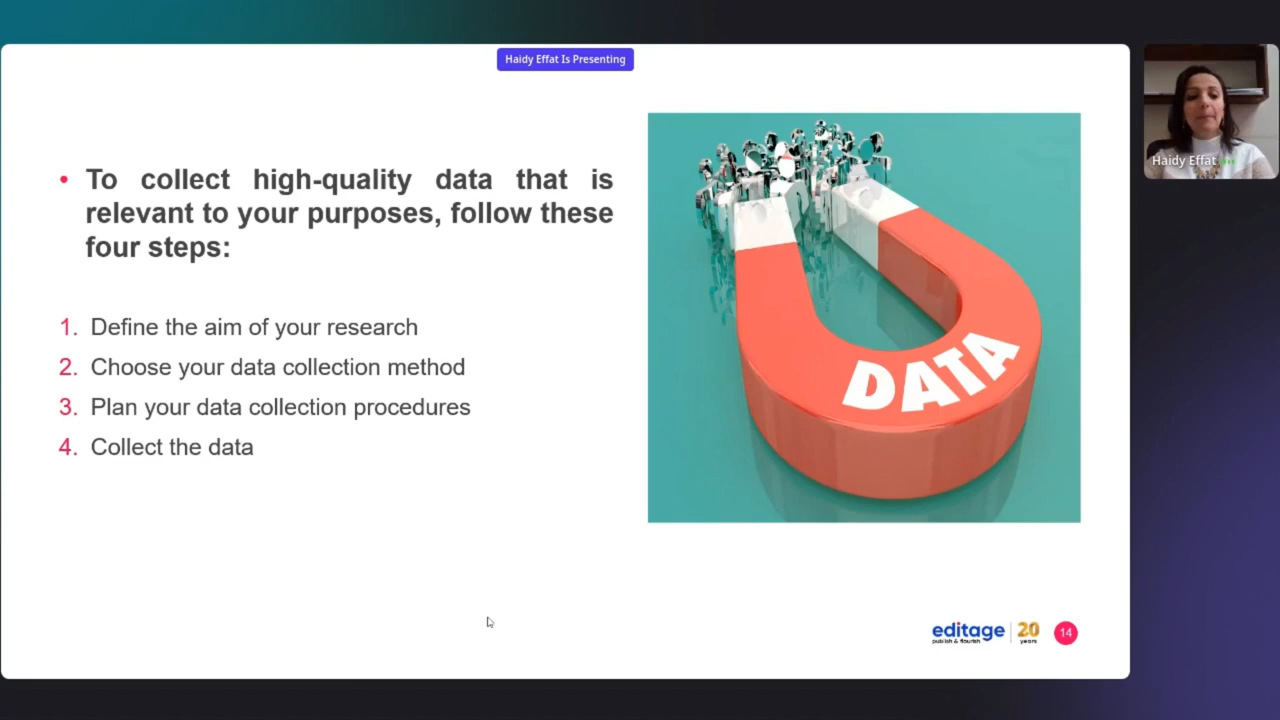 Haidy Effat Is Presenting
• To collect high-quality data that is
relevant to your purposes, follow these
four steps:
1. Define the aim of your research
2. Choose your data collection method
3. Plan your data collection procedures
4. Collect the data
DATA
editage
publish & flourish
20
years
14
Haidy Effat